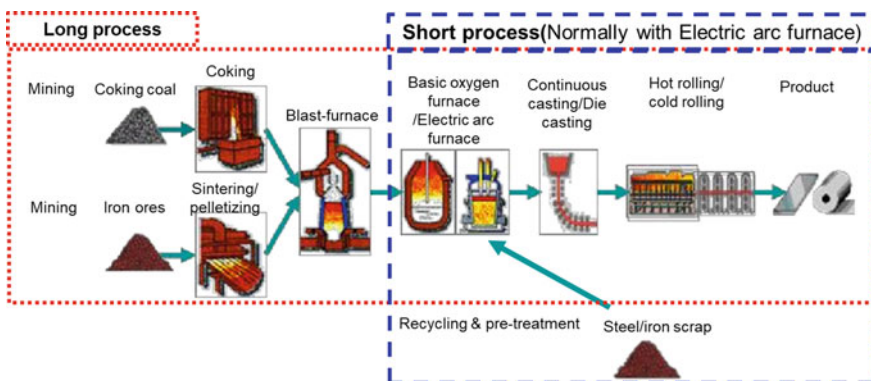 Long process
Short process(Normally with Electric arc furnace)
Mining
Coking coal
Coking
Blast-furnace
Basic oxygen
furnace
/Electric arc
furnace
Continuous
casting/Die
casting
Hot rolling/
cold rolling
Product
Mining
Iron ores
Sintering/
pelletizing
Recycling & pre-treatment
Steel/iron scrap